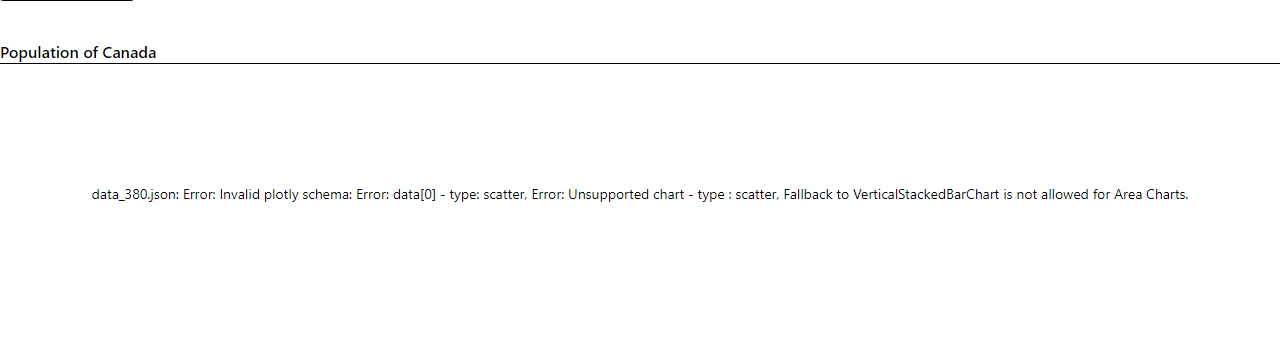 Population of Canada
data_380.json: Error: Invalid plotly schema: Error: data[0] - type: scatter, Error: Unsupported chart - type : scatter, Fallback to VerticalStackedBarChart is not allowed for Area Charts.